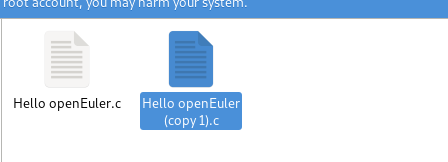 root account, you may harm your system.
Hello openEuler.c
Hello openEuler
(copy 1).c